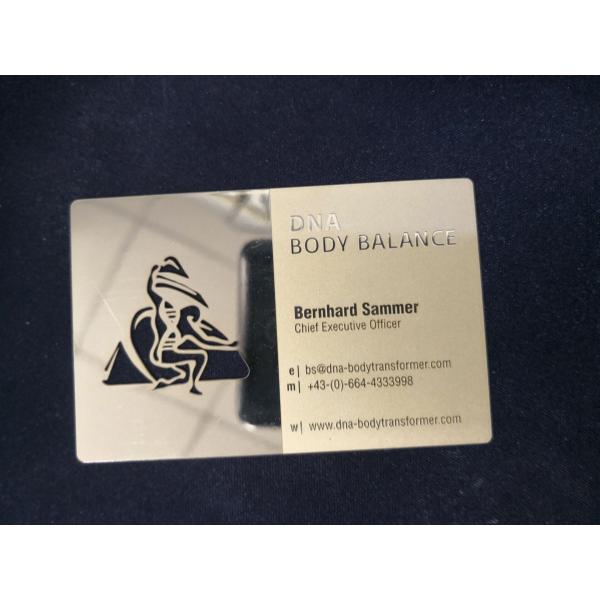 DNA
BODY BALANCE
Bernhard Sammer
Chief Executive Officer
e| bs@dna-bodytransformer.com
m| +43-(0)-664-4333998
w| www.dna-bodytransformer.com